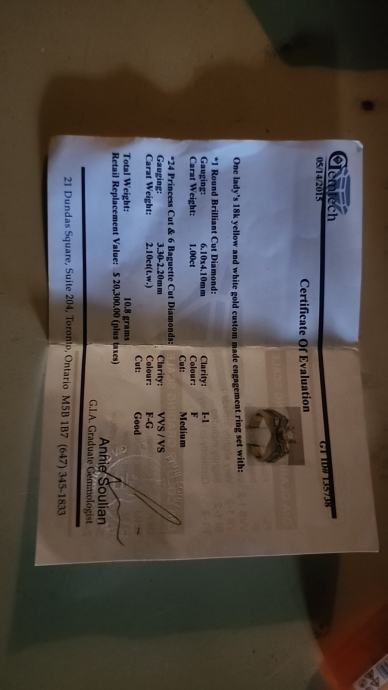 Gemtech
05/14/2015
GT ID# 135738
Certificate Of Evaluation
One lady's 18k yellow and white gold custom made engagement ring set with:
*1 Round Brilliant Cut Diamond:
Gauging: 6.10x4.10mm Clarity: I-1
Carat Weight: 1.00ct Colour: F
Cut: Medium
*24 Princess Cut & 6 Baguette Cut Diamonds:
Gauging: 3.30-2.20mm Clarity: VVS / VS
Carat Weight: 2.10ct(t.w.) Colour: F-G
Cut: Good
Total Weight: 10.8 grams
Retail Replacement Value: $ 20,300.00 (plus taxes)
Annie Soulian
G.I.A. Graduate Gemmologist
21 Dundas Square, Suite 204, Toronto, Ontario M5B 1B7 (647) 345-1833